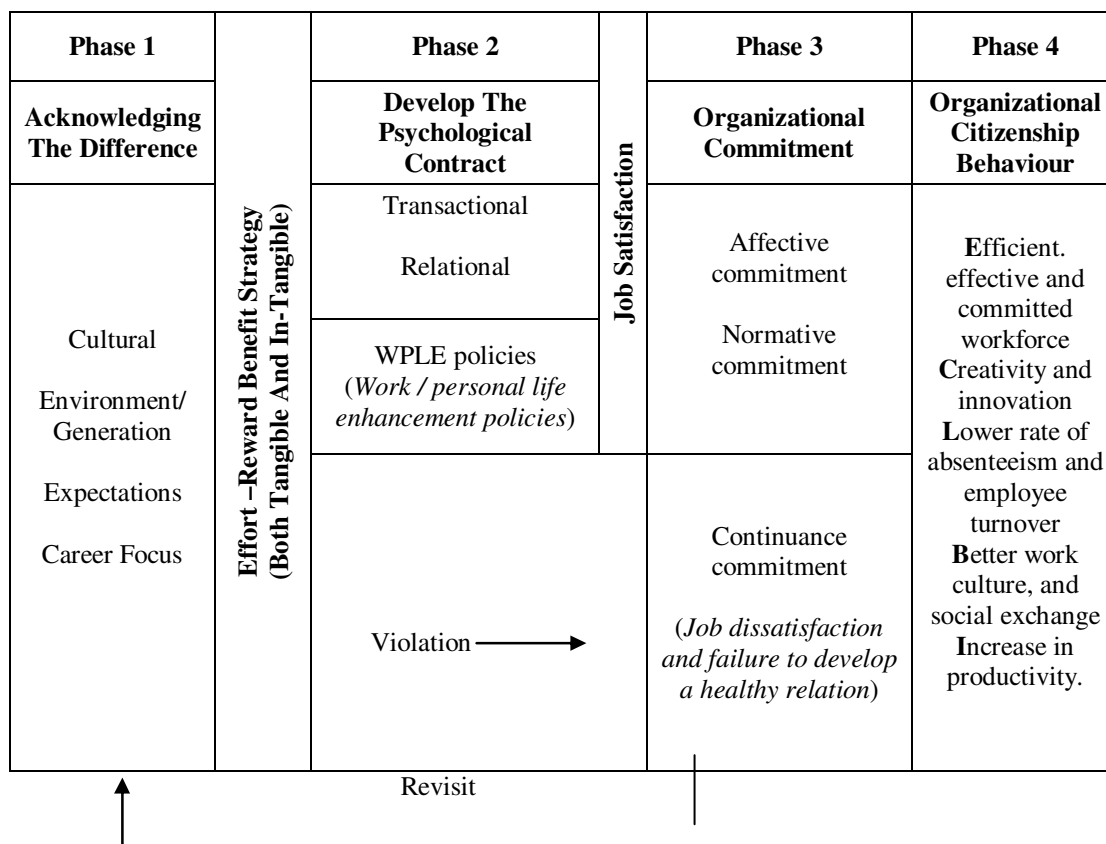 Phase 1
Acknowledging
The Difference
Cultural
Environment/
Generation
Expectations
Career Focus
Effort –Reward Benefit Strategy
(Both Tangible And In-Tangible)
Phase 2
Develop The
Psychological
Contract
Transactional
Relational
WPLE policies
(Work / personal life
enhancement policies)
Violation
Job Satisfaction
Phase 3
Organizational
Commitment
Affective
commitment
Normative
commitment
Continuance
commitment
(Job dissatisfaction
and failure to develop
a healthy relation)
Phase 4
Organizational
Citizenship
Behaviour
Efficient.
effective and
committed
workforce
Creativity and
innovation
Lower rate of
absenteeism and
employee
turnover
Better work
culture, and
social exchange
Increase in
productivity.
Revisit